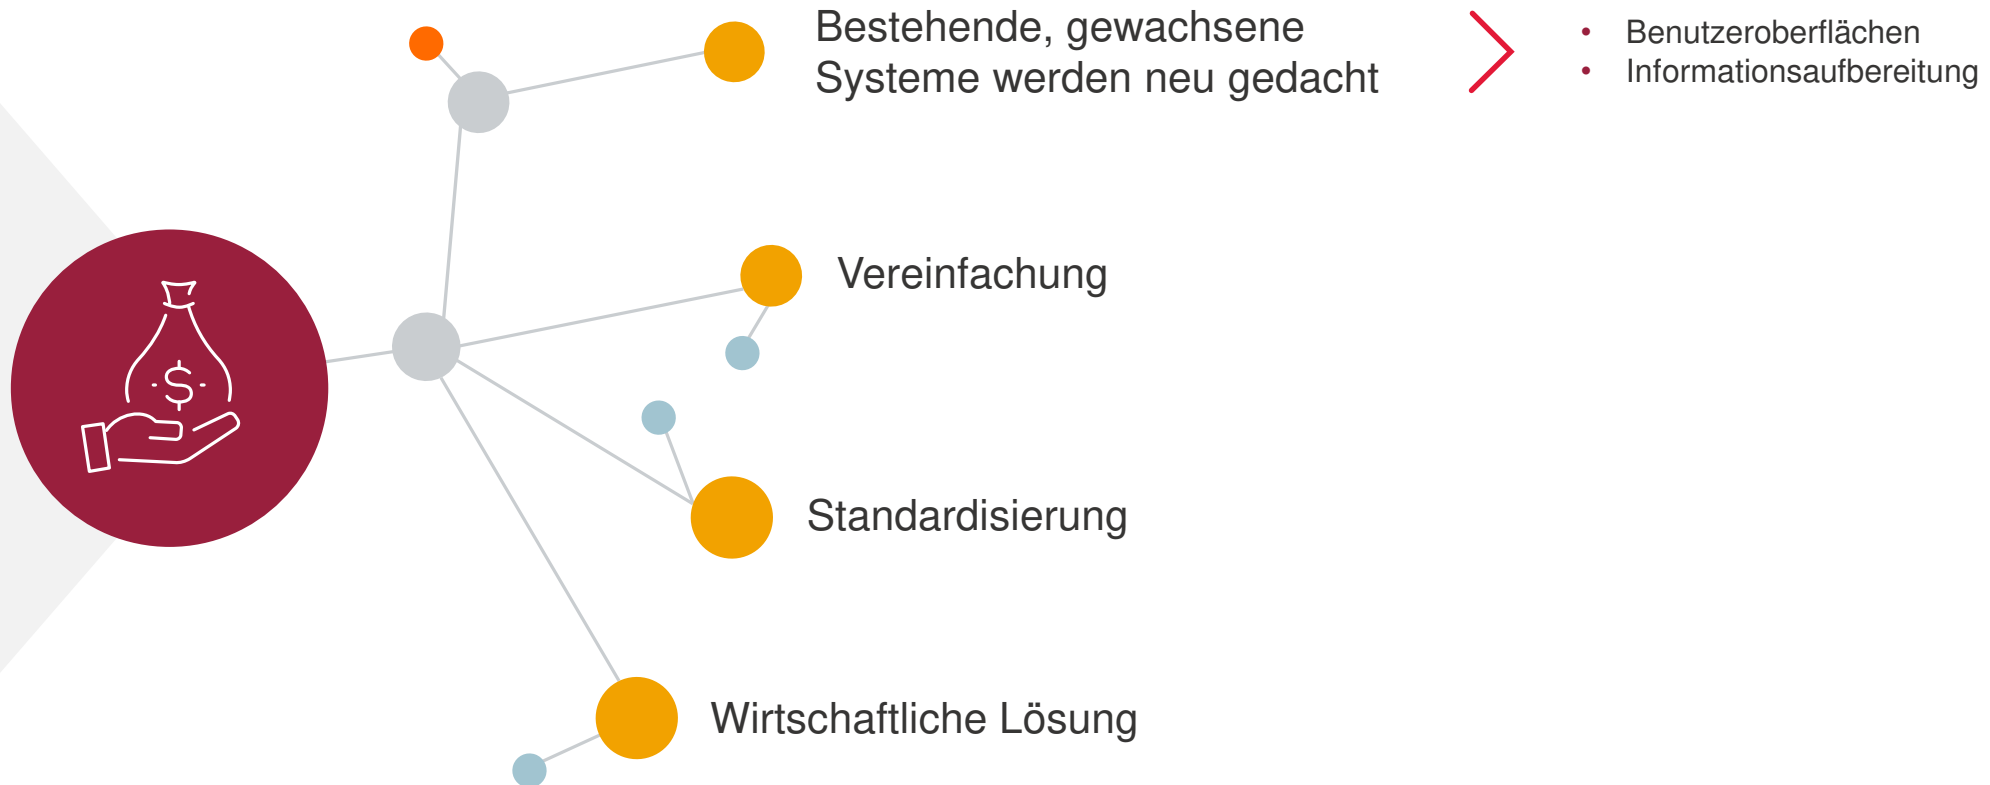 Bestehende, gewachsene
Systeme werden neu gedacht
• Benutzeroberflächen
• Informationsaufbereitung
Vereinfachung
$
Standardisierung
Wirtschaftliche Lösung